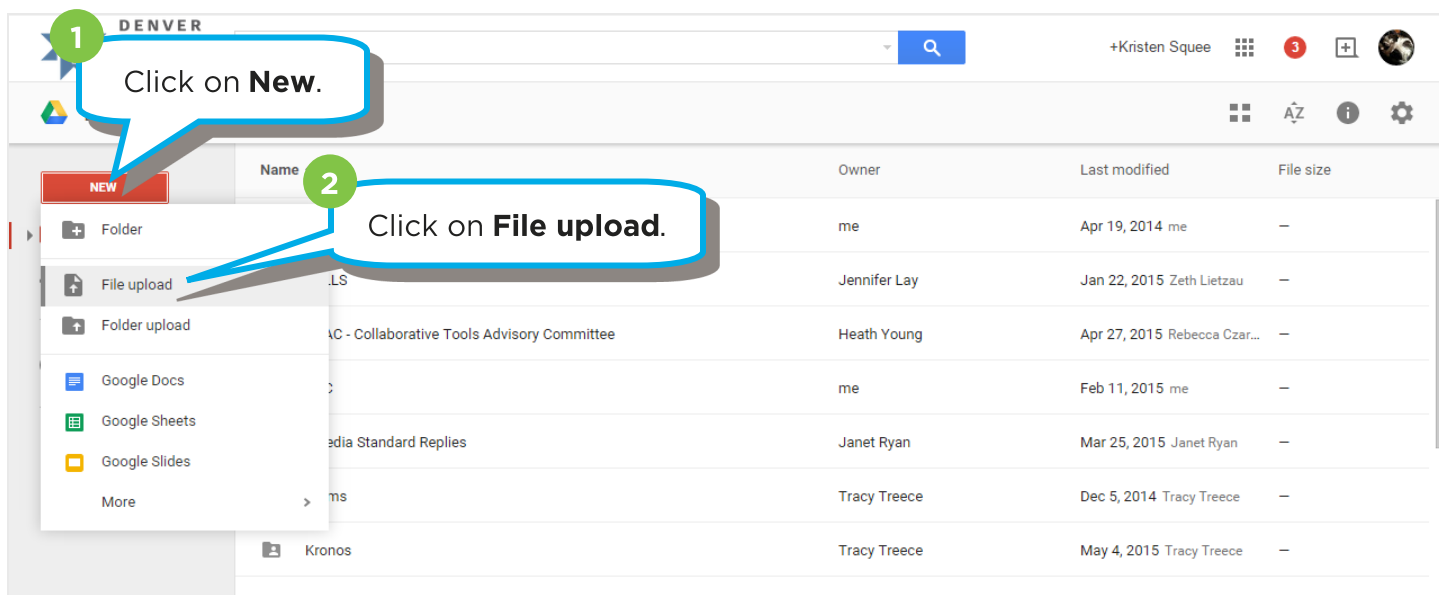 DENVER
1
Click on New.
+Kristen Squee
3
AZ
NEW
Name
Owner
Last modified
File size
2
Click on File upload.
Folder
me
Apr 19, 2014 me
—
File upload
LS
Jennifer Lay
Jan 22, 2015 Zeth Lietzau
—
Folder upload
AC - Collaborative Tools Advisory Committee
Heath Young
Apr 27, 2015 Rebecca Czar...
—
Google Docs
C
me
Feb 11, 2015 me
—
Google Sheets
edia Standard Replies
Janet Ryan
Mar 25, 2015 Janet Ryan
—
Google Slides
More
ms
Tracy Treece
Dec 5, 2014 Tracy Treece
—
Kronos
Tracy Treece
May 4, 2015 Tracy Treece
—